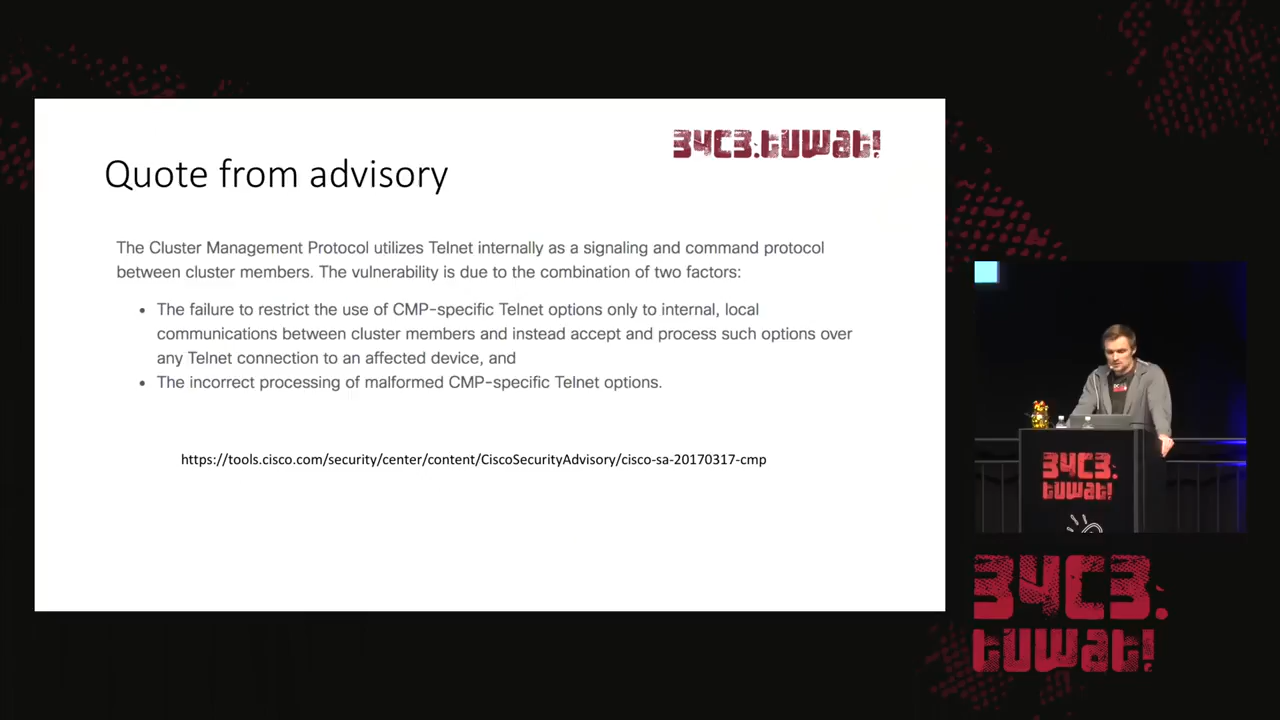 34C3.tuwat!
Quote from advisory
The Cluster Management Protocol utilizes Telnet internally as a signaling and command protocol
between cluster members. The vulnerability is due to the combination of two factors:
• The failure to restrict the use of CMP-specific Telnet options only to internal, local
communications between cluster members and instead accept and process such options over
any Telnet connection to an affected device, and
• The incorrect processing of malformed CMP-specific Telnet options.
https://tools.cisco.com/security/center/content/CiscoSecurityAdvisory/cisco-sa-20170317-cmp
34C3.
tuwat!
34C3.
tuwat!